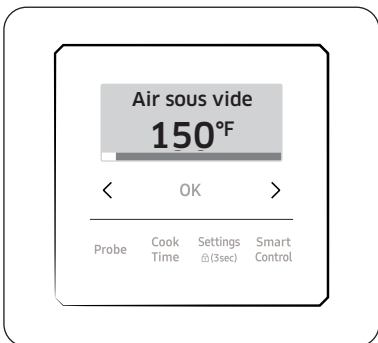 Air sous vide
150°F
< OK >
Probe Cook Time Settings (3sec) Smart Control